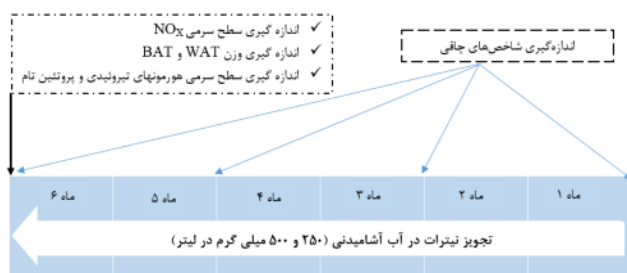 ✓ اندازه گیری سطح سرمی NOx
✓ اندازه گیری وزن WAT و BAT
✓ اندازه گیری سطح سرمی هورمونهای تیروئیدی و پروتئین تام
اندازه‌گیری شاخص‌های چاقی
ماه ۱
ماه ۲
ماه ۳
ماه ۴
ماه ۵
ماه ۶
تجویز نیترات در آب آشامیدنی (۲۵۰ و ۵۰۰ میلی گرم در لیتر)